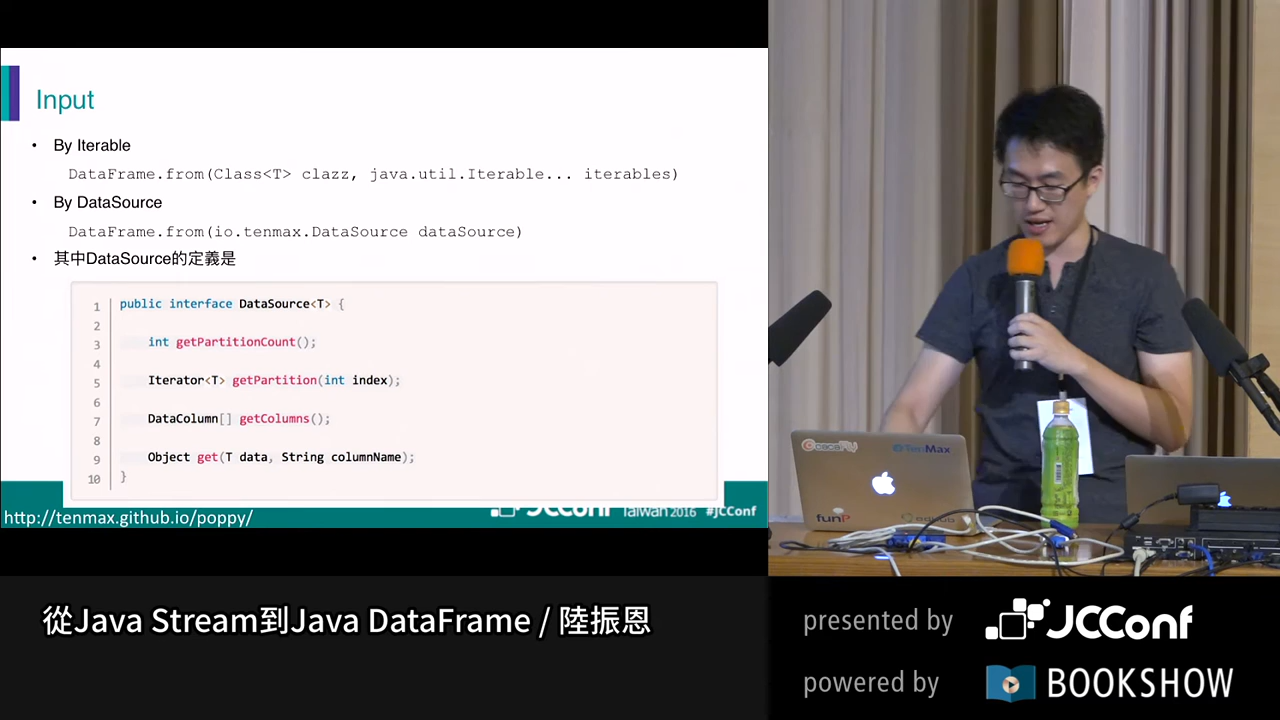 Input
• By Iterable
DataFrame.from(Class<T> clazz, java.util.Iterable... iterables)
• By DataSource
DataFrame.from(io.tenmax.DataSource dataSource)
• 其中DataSource的定義是
1 public interface DataSource<T> {
2
3 int getPartitionCount();
4
5 Iterator<T> getPartition(int index);
6
7 DataColumn[] getColumns();
8
9 Object get(T data, String columnName);
10 }
http://tenmax.github.io/poppy/
JCConf Taiwan 2016 #JCConf
cacaFly
TenMax
funP
從Java Stream到Java DataFrame / 陸振恩
presented by JCConf
powered by BOOKSHOW